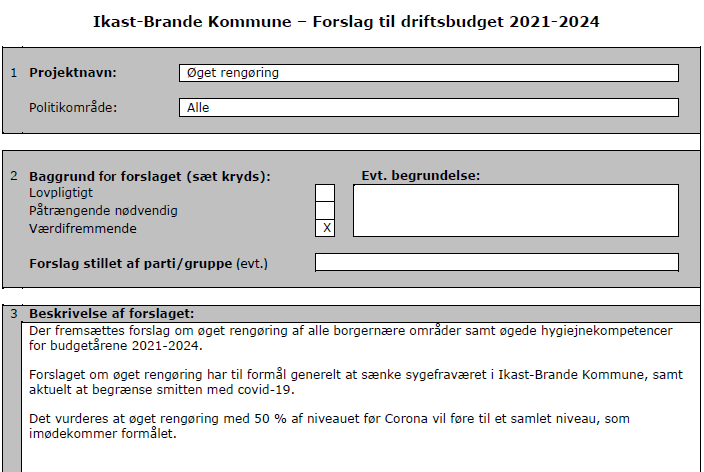 Ikast-Brande Kommune – Forslag til driftsbudget 2021-2024
1 Projektnavn: Øget rengøring
Politikområde: Alle
2 Baggrund for forslaget (sæt kryds): Evt. begrundelse:
Lovpligtigt
Påtrængende nødvendig
Værdifremmende X
Forslag stillet af parti/gruppe (evt.)
3 Beskrivelse af forslaget:
Der fremsættes forslag om øget rengøring af alle borgernære områder samt øgede hygiejnekompetencer
for budgetårene 2021-2024.
Forslaget om øget rengøring har til formål generelt at sænke sygefraværet i Ikast-Brande Kommune, samt
aktuelt at begrænse smitten med covid-19.
Det vurderes at øget rengøring med 50 % af niveauet før Corona vil føre til et samlet niveau, som
imødekommer formålet.